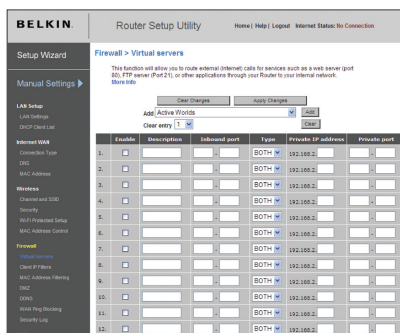 BELKIN.
Router Setup Utility
Home | Help | Logout Internet Status: No Connection
Setup Wizard
Manual Settings
LAN Setup
LAN Settings
DHCP Client List
Internet WAN
Connection Type
DNS
MAC Address
Wireless
Channel and SSID
Security
Wi-Fi Protected Setup
MAC Address Control
Firewall
Virtual Servers
Client IP Filters
MAC Address Filtering
DMZ
DDNS
WAN Ping Blocking
Security Log
Firewall > Virtual servers
This function will allow you to route external (Internet) calls for services such as a web server (port
80), FTP server (Port 21), or other applications through your Router to your internal network.
More Info
Clear Changes Apply Changes
Add Active Worlds Add
Clear entry 1 Clear
Enable Description Inbound port Type Private IP address Private port
1. - BOTH 192.168.2. -
2. - BOTH 192.168.2. -
3. - BOTH 192.168.2. -
4. - BOTH 192.168.2. -
5. - BOTH 192.168.2. -
6. - BOTH 192.168.2. -
7. - BOTH 192.168.2. -
8. - BOTH 192.168.2. -
9. - BOTH 192.168.2. -
10. - BOTH 192.168.2. -
11. - BOTH 192.168.2. -
12. - BOTH 192.168.2. -